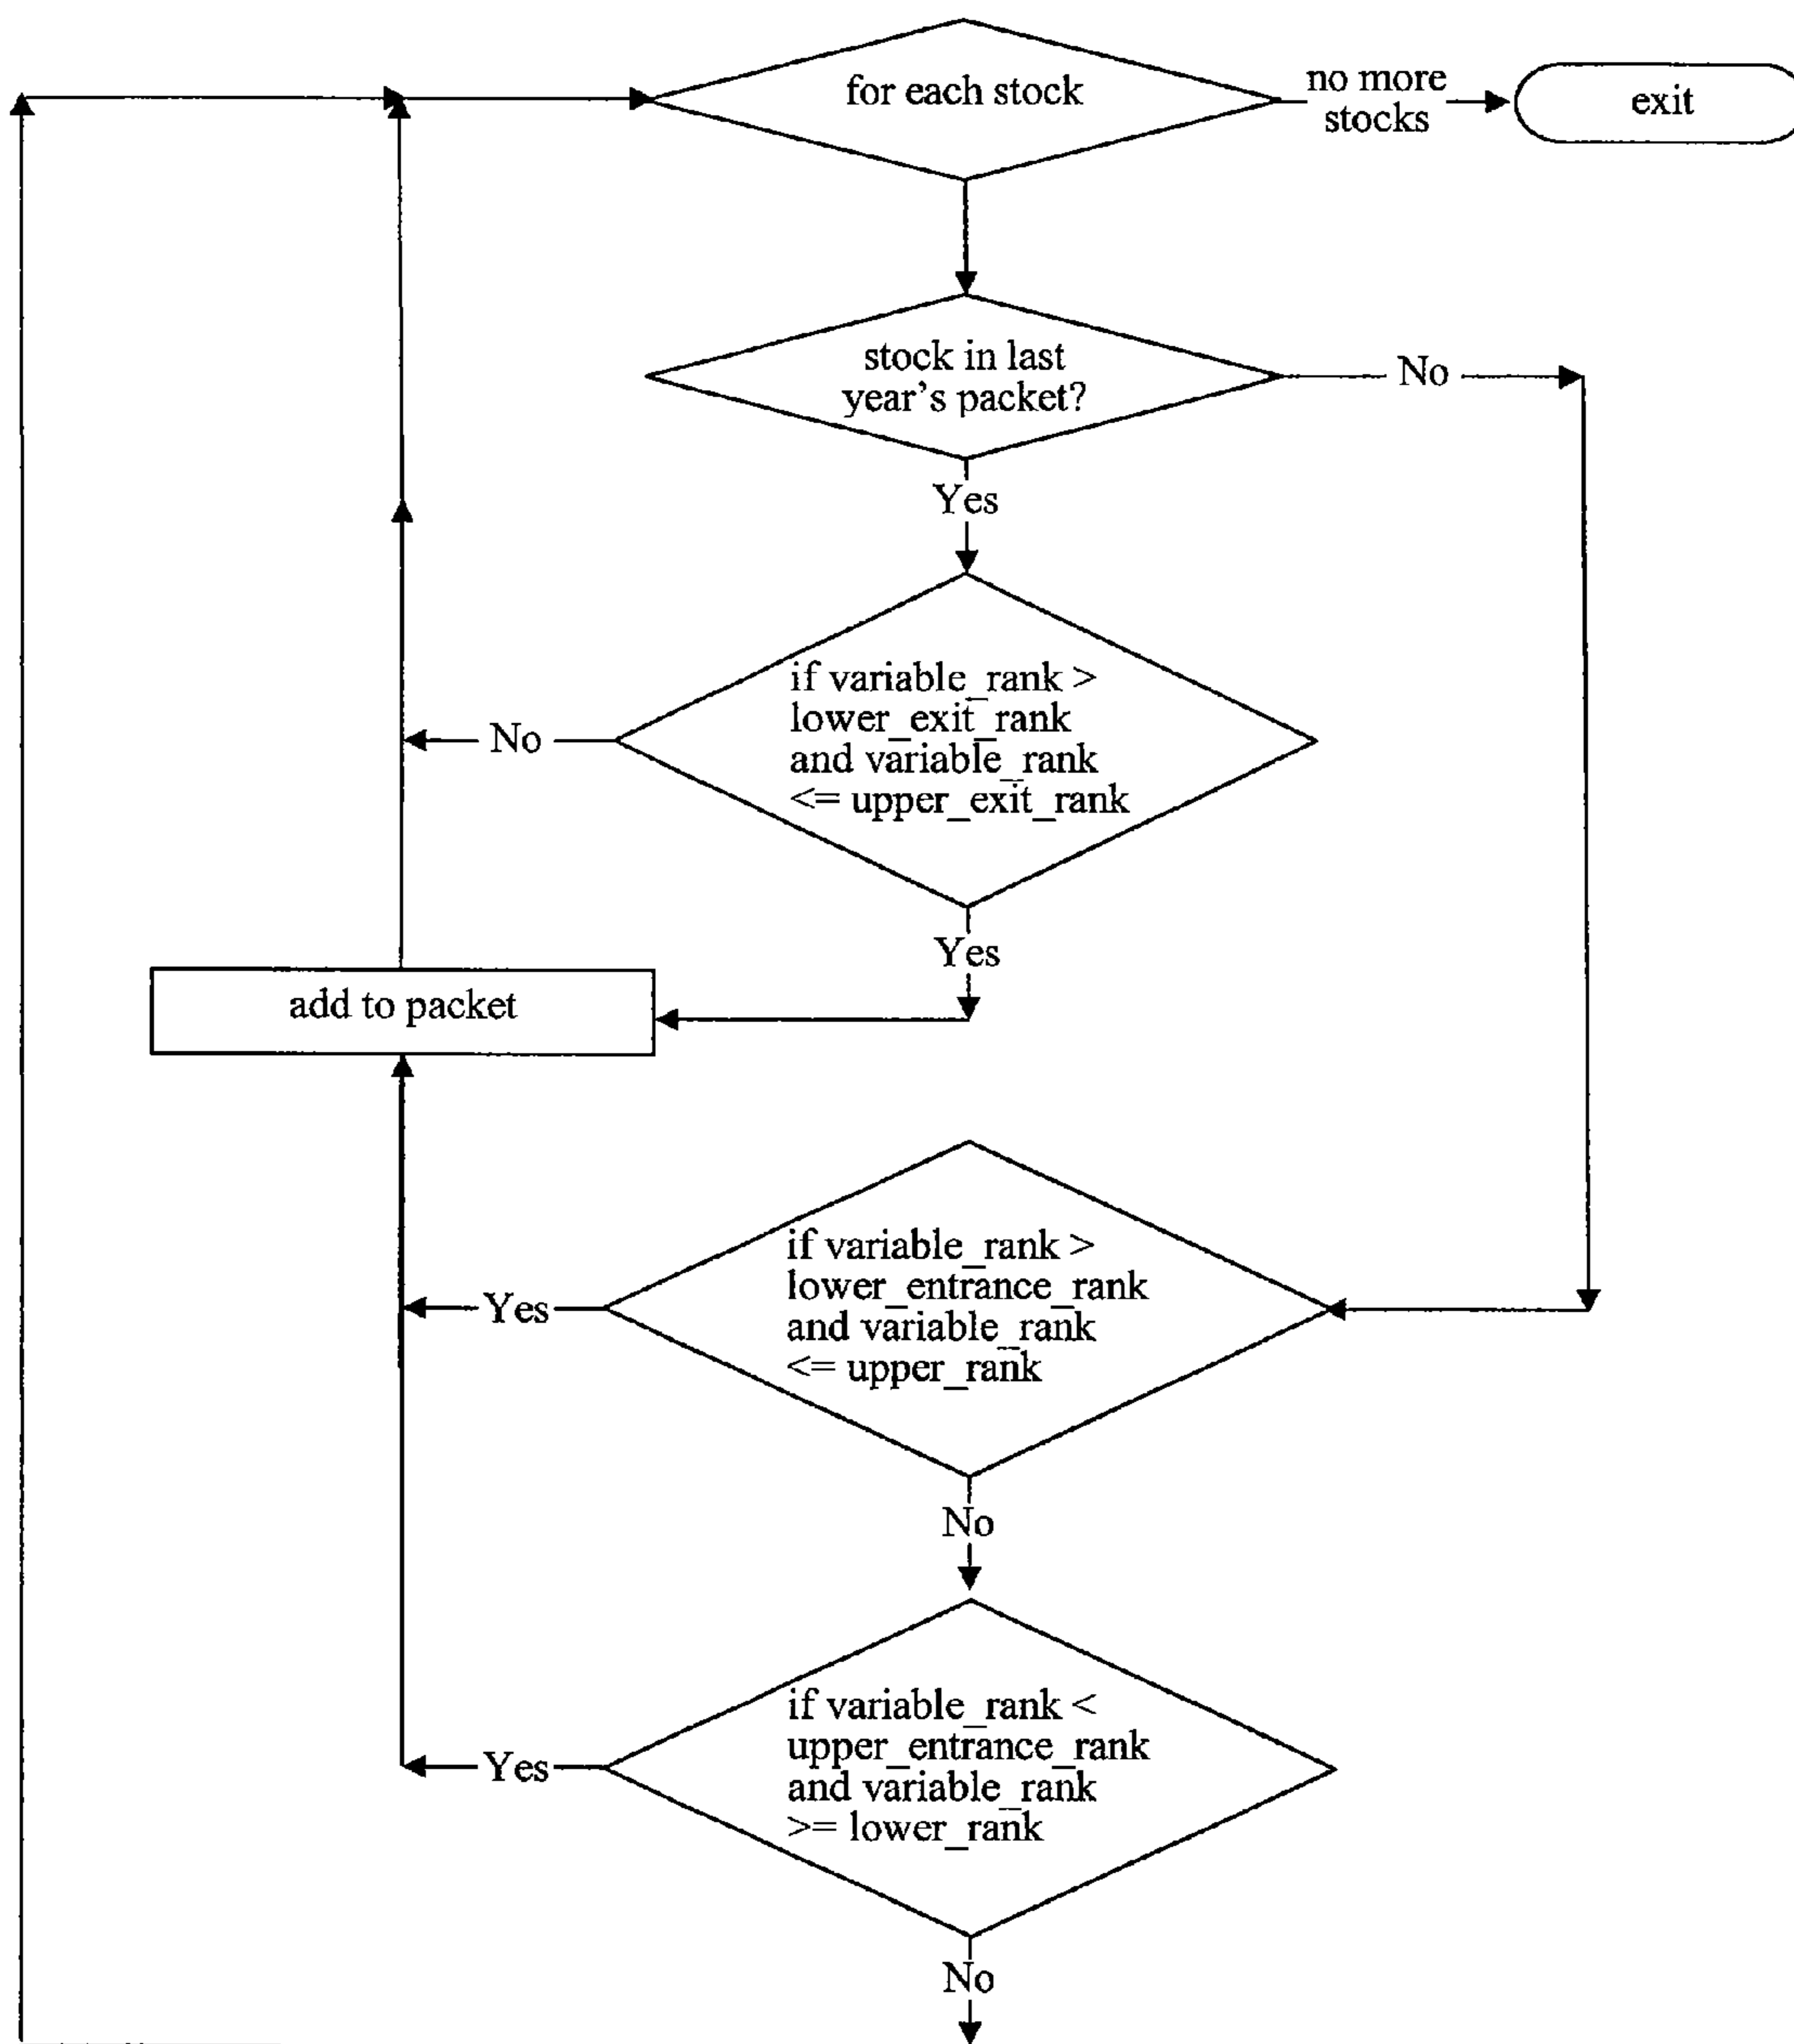 for each stock
no more
stocks
exit
stock in last
year's packet?
No
Yes
if variable_rank >
lower_exit_rank
and variable_rank
<= upper_exit_rank
No
Yes
add to packet
if variable_rank >
lower_entrance_rank
and variable_rank
<= upper_rank
Yes
No
if variable_rank <
upper_entrance_rank
and variable_rank
>= lower_rank
Yes
No